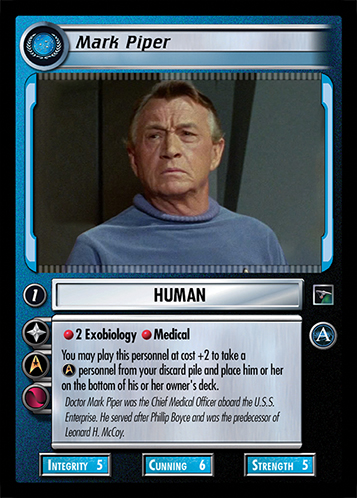 Mark Piper
1
HUMAN
2 Exobiology Medical
You may play this personnel at cost +2 to take a
A personnel from your discard pile and place him or her
on the bottom of his or her owner's deck.
Doctor Mark Piper was the Chief Medical Officer aboard the U.S.S.
Enterprise. He served after Phillip Boyce and was the predecessor of
Leonard H. McCoy.
A
INTEGRITY 5
CUNNING 6
STRENGTH 5